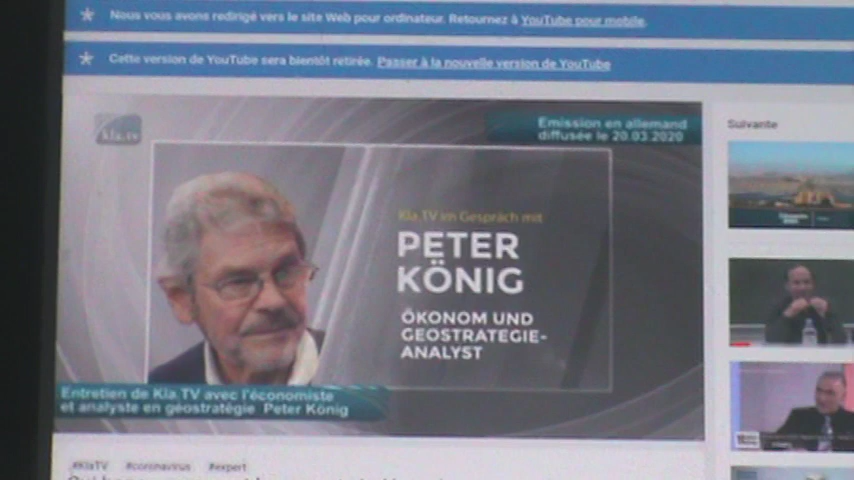 Nous vous avons redirigé vers le site Web pour ordinateur. Retournez à YouTube pour mobile.
Cette version de YouTube sera bientôt retirée. Passer à la nouvelle version de YouTube
kla.tv
Emission en allemand
diffusée le 20.03.2020
Suivante
Kla.TV im Gespräch mit
PETER
KÖNIG
ÖKONOM UND
GEOSTRATEGIE-
ANALYST
Entretien de Kla.TV avec l'économiste
et analyste en géostratégie Peter König
#KlaTV #coronavirus #expert